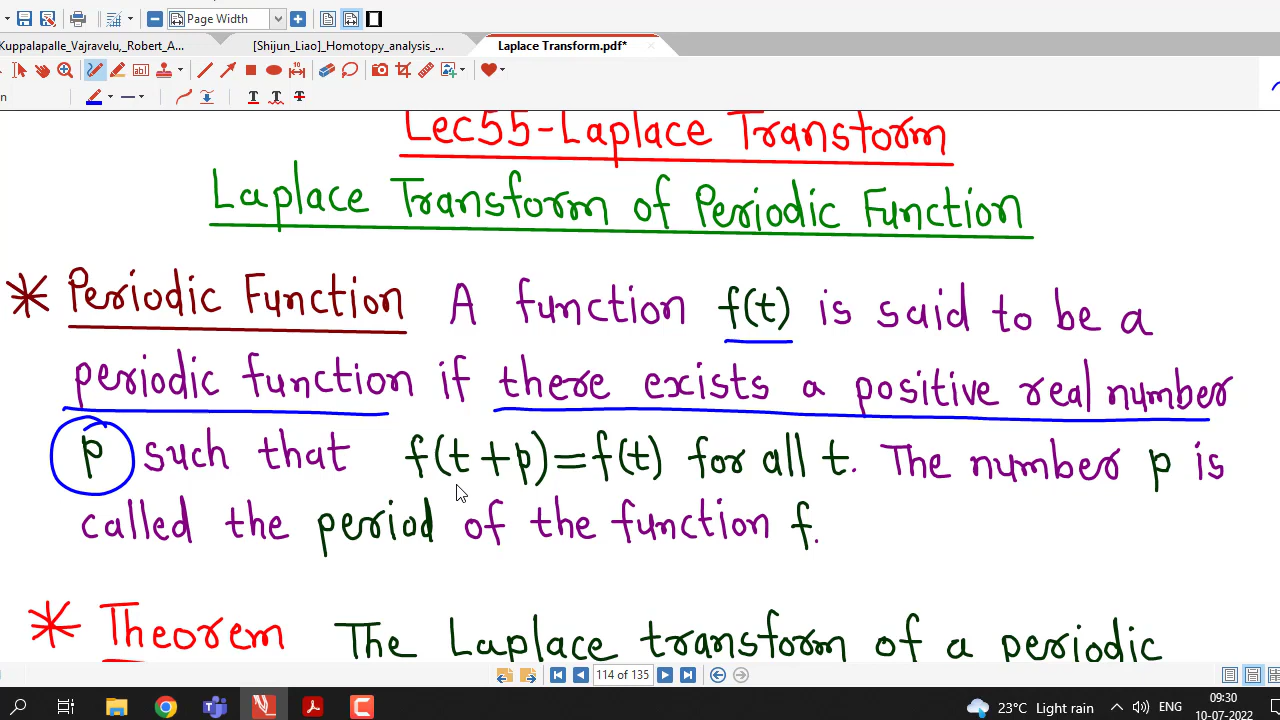 Page Width
Kuppalapalle_Vajravelu,_Robert_A...
[Shijun_Liao]_Homotopy_analysis_...
Laplace Transform.pdf*
Lec55-Laplace Transform
Laplace Transform of Periodic Function
* Periodic Function A function f(t) is said to be a
periodic function if there exists a positive real number
p such that f(t+p)=f(t) for all t. The number p is
called the period of the function f.
* Theorem The Laplace transform of a periodic
114 of 135
23°C Light rain
ENG
09:30
10-07-2022